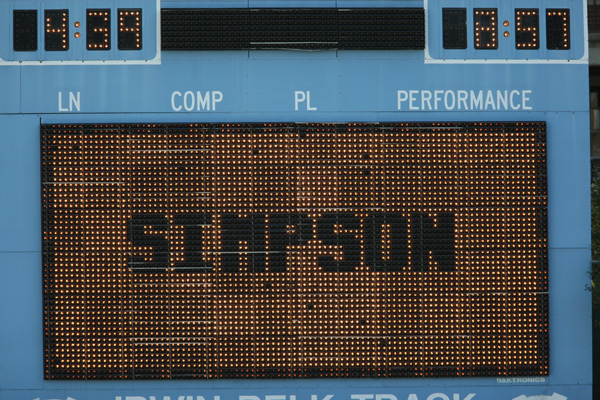 4:39 8:57
LN COMP PL PERFORMANCE
SIMPSON
DAKTRONICS
IRWIN BELK TRACK